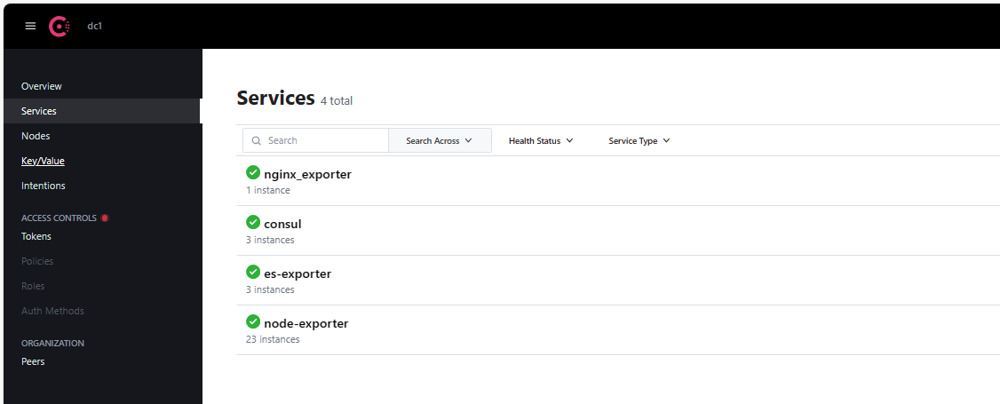 dc1
Overview
Services
Nodes
Key/Value
Intentions
ACCESS CONTROLS
Tokens
Policies
Roles
Auth Methods
ORGANIZATION
Peers
Services 4 total
Search Search Across Health Status Service Type
nginx_exporter
1 instance
consul
3 instances
es-exporter
3 instances
node-exporter
23 instances